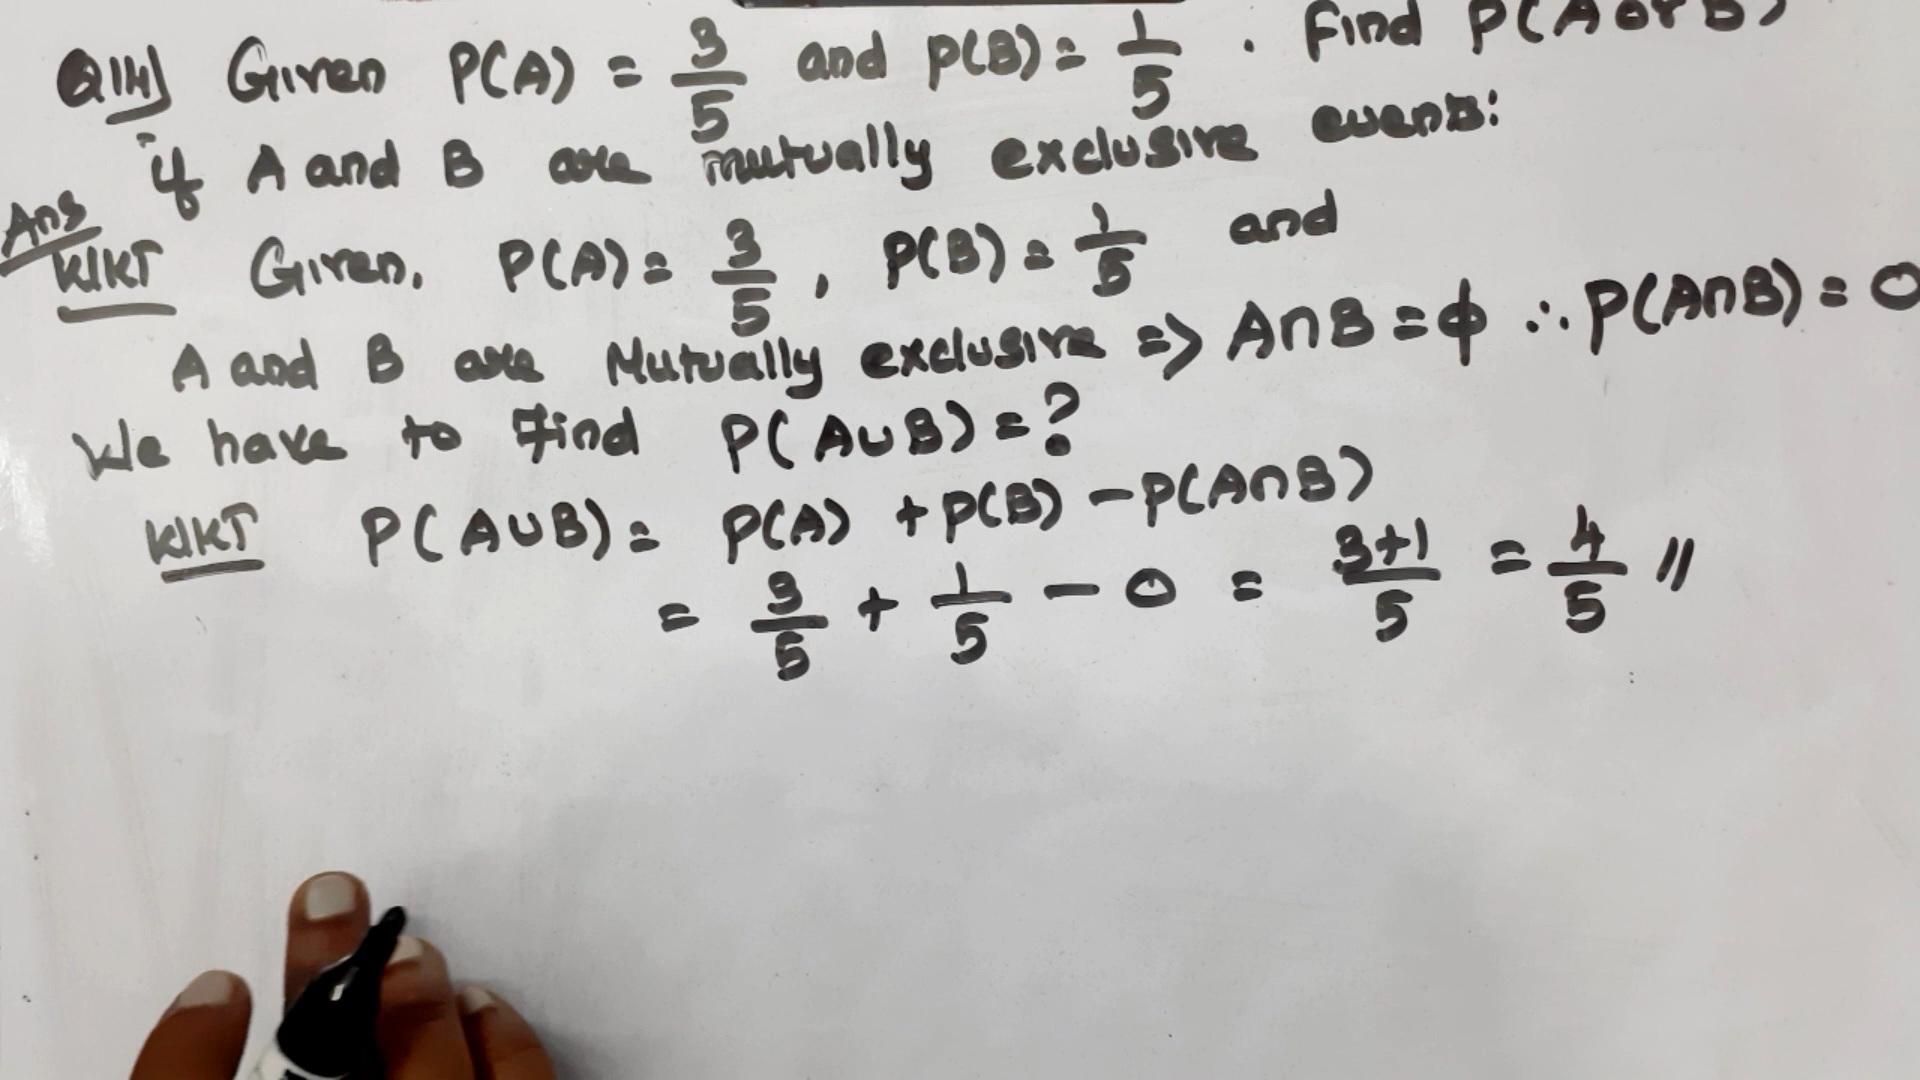 Q14) Given P(A) = 3/5 and P(B) = 1/5 . Find P(A or B)
if A and B are mutually exclusive events:
Ans
WKT Given, P(A) = 3/5 , P(B) = 1/5 and
A and B are Mutually exclusive => A∩B = ϕ ∴ P(A∩B) = 0
We have to Find P(A∪B) = ?
WKT P(A∪B) = P(A) + P(B) - P(A∩B)
= 3/5 + 1/5 - 0 = 3+1/5 = 4/5 //